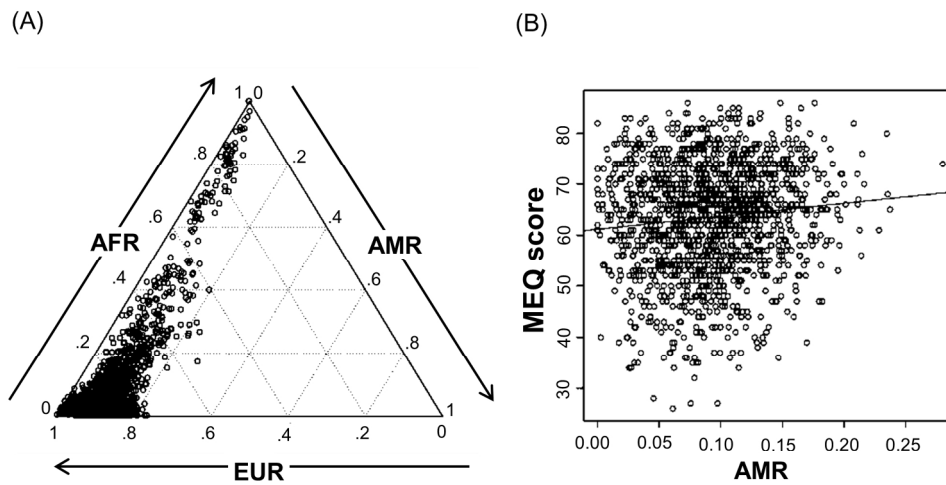 (A)
1 0
.8 .2
.6 .4
AFR AMR
.4 .6
.2 .8
0 1
1 .8 .6 .4 .2 0
EUR
(B)
MEQ score
80
70
60
50
40
30
0.00 0.05 0.10 0.15 0.20 0.25
AMR